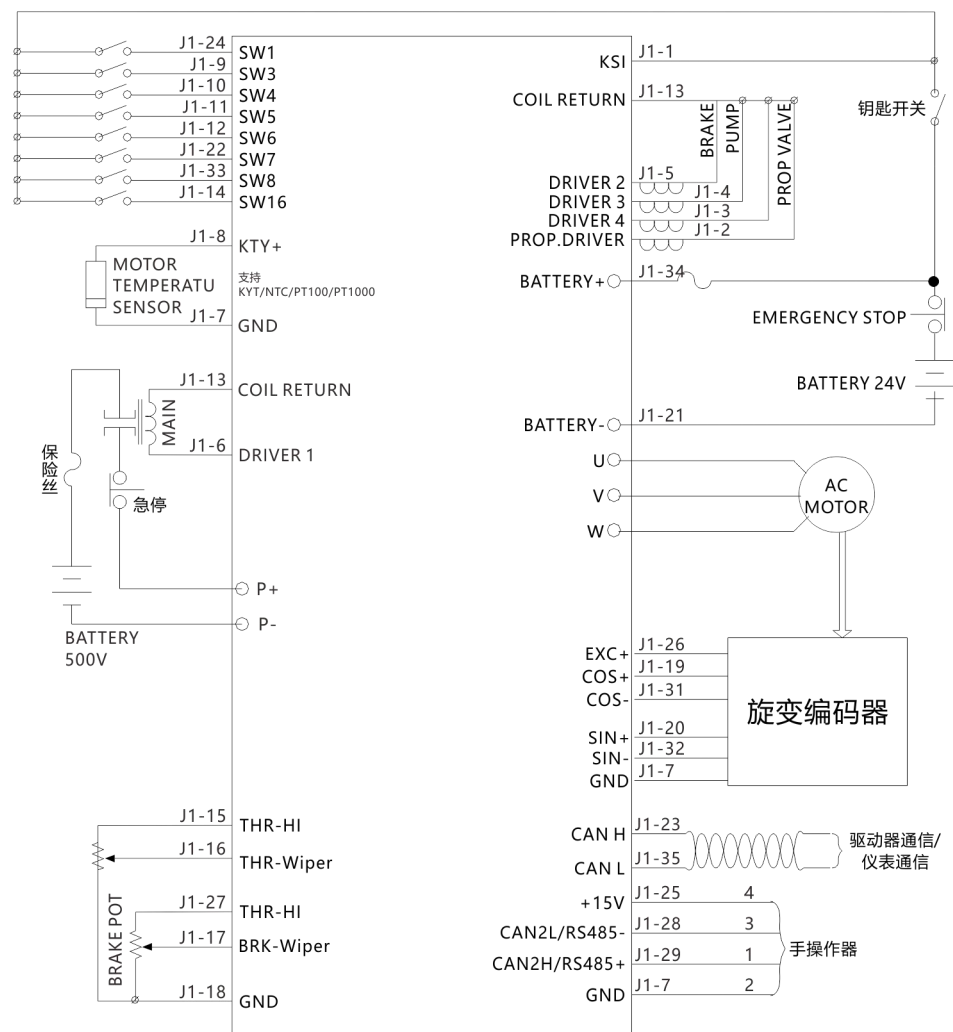 J1-24
SW1
J1-9
SW3
J1-10
SW4
J1-11
SW5
J1-12
SW6
J1-22
SW7
J1-33
SW8
J1-14
SW16
J1-8
KTY+
MOTOR
TEMPERATU
SENSOR
支持
KYT/NTC/PT100/PT1000
J1-7
GND
J1-13
COIL RETURN
MAIN
J1-6
DRIVER 1
保险丝
急停
P+
P-
BATTERY
500V
J1-15
THR-HI
J1-16
THR-Wiper
J1-27
THR-HI
BRAKE POT
J1-17
BRK-Wiper
J1-18
GND
KSI
J1-1
COIL RETURN
J1-13
钥匙开关
BRAKE
PUMP
PROP VALVE
DRIVER 2
J1-5
DRIVER 3
J1-4
DRIVER 4
J1-3
PROP.DRIVER
J1-2
BATTERY+
J1-34
EMERGENCY STOP
BATTERY 24V
BATTERY-
J1-21
U
V
W
AC
MOTOR
EXC+
J1-26
COS+
J1-19
COS-
J1-31
SIN+
J1-20
SIN-
J1-32
GND
J1-7
旋变编码器
CAN H
J1-23
CAN L
J1-35
驱动器通信/
仪表通信
+15V
J1-25
4
CAN2L/RS485-
J1-28
3
CAN2H/RS485+
J1-29
1
GND
J1-7
2
手操作器